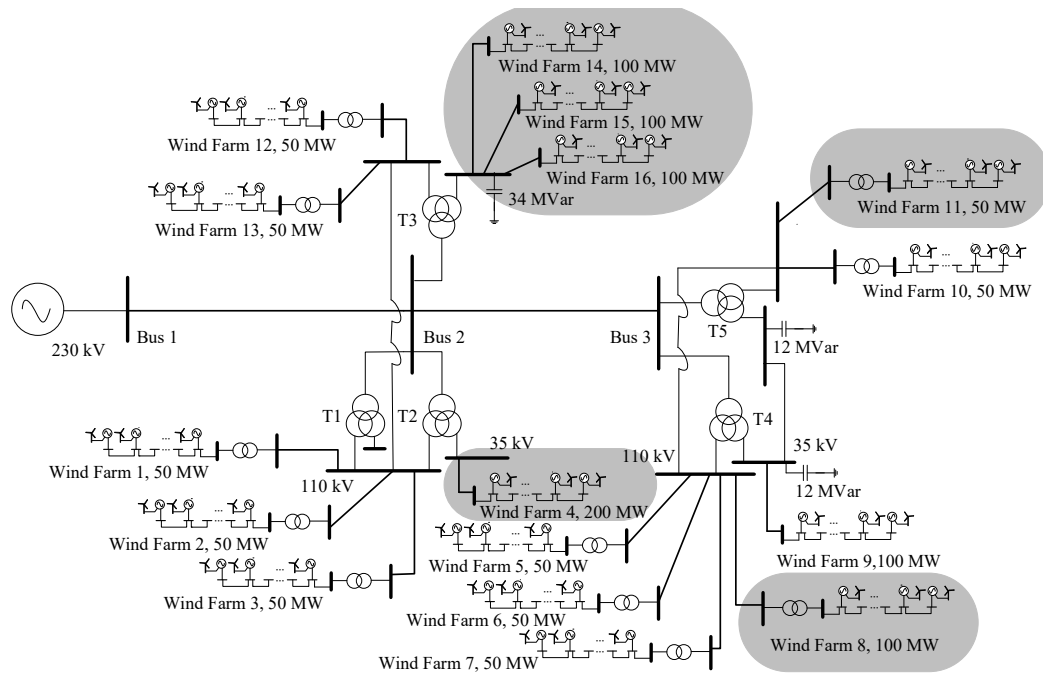 Wind Farm 14, 100 MW
Wind Farm 15, 100 MW
Wind Farm 12, 50 MW
Wind Farm 16, 100 MW
34 MVar
Wind Farm 13, 50 MW
T3
Wind Farm 11, 50 MW
Wind Farm 10, 50 MW
230 kV
Bus 1
Bus 2
Bus 3
T5
12 MVar
T1
T2
T4
35 kV
35 kV
Wind Farm 1, 50 MW
110 kV
110 kV
12 MVar
Wind Farm 4, 200 MW
Wind Farm 2, 50 MW
Wind Farm 5, 50 MW
Wind Farm 9,100 MW
Wind Farm 3, 50 MW
Wind Farm 6, 50 MW
Wind Farm 8, 100 MW
Wind Farm 7, 50 MW